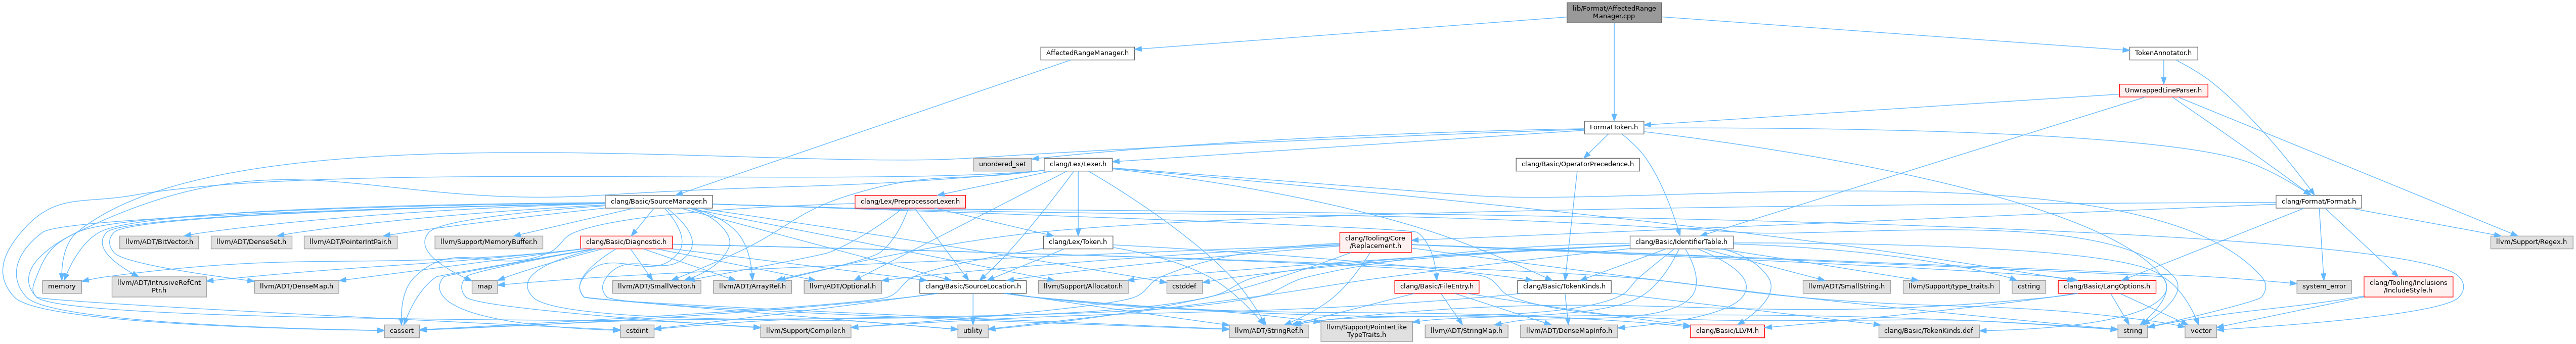 lib/Format/AffectedRange
Manager.cpp
AffectedRangeManager.h
TokenAnnotator.h
UnwrappedLineParser.h
FormatToken.h
unordered_set
clang/Lex/Lexer.h
clang/Basic/OperatorPrecedence.h
clang/Basic/SourceManager.h
clang/Lex/PreprocessorLexer.h
clang/Format/Format.h
llvm/ADT/BitVector.h
llvm/ADT/DenseSet.h
llvm/ADT/PointerIntPair.h
llvm/Support/MemoryBuffer.h
clang/Basic/Diagnostic.h
clang/Lex/Token.h
clang/Tooling/Core
/Replacement.h
clang/Basic/IdentifierTable.h
llvm/Support/Regex.h
memory
llvm/ADT/IntrusiveRefCnt
Ptr.h
llvm/ADT/DenseMap.h
map
llvm/ADT/SmallVector.h
llvm/ADT/ArrayRef.h
llvm/ADT/Optional.h
clang/Basic/SourceLocation.h
llvm/Support/Allocator.h
cstddef
clang/Basic/FileEntry.h
clang/Basic/TokenKinds.h
llvm/ADT/SmallString.h
llvm/Support/type_traits.h
cstring
clang/Basic/LangOptions.h
system_error
clang/Tooling/Inclusions
/IncludeStyle.h
cassert
cstdint
llvm/Support/Compiler.h
utility
llvm/ADT/StringRef.h
llvm/Support/PointerLike
TypeTraits.h
llvm/ADT/StringMap.h
llvm/ADT/DenseMapInfo.h
clang/Basic/LLVM.h
clang/Basic/TokenKinds.def
string
vector